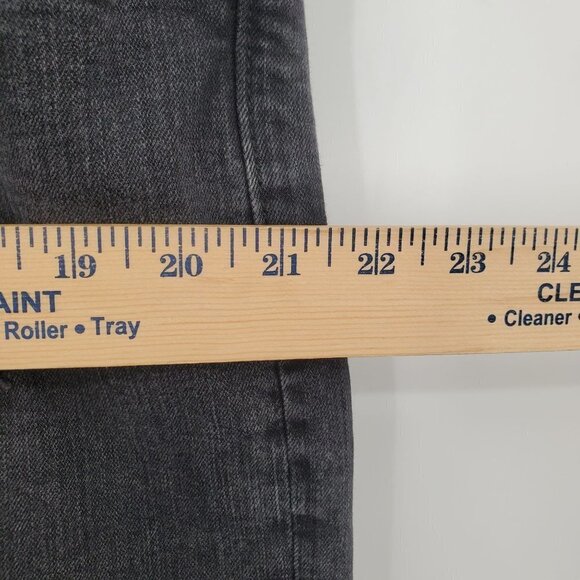 19 20 21 22 23 24
AINT CLE
Roller • Tray • Cleaner •